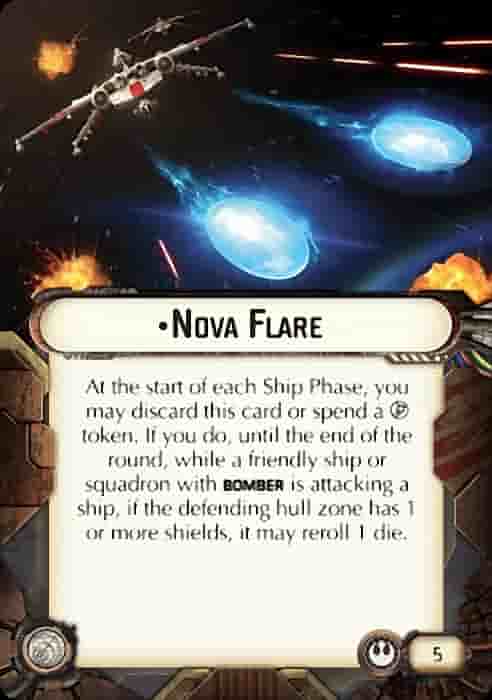 •Nova Flare
At the start of each Ship Phase, you
may discard this card or spend a
token. If you do, until the end of the
round, while a friendly ship or
squadron with BOMBER is attacking a
ship, if the defending hull zone has 1
or more shields, it may reroll 1 die.
5